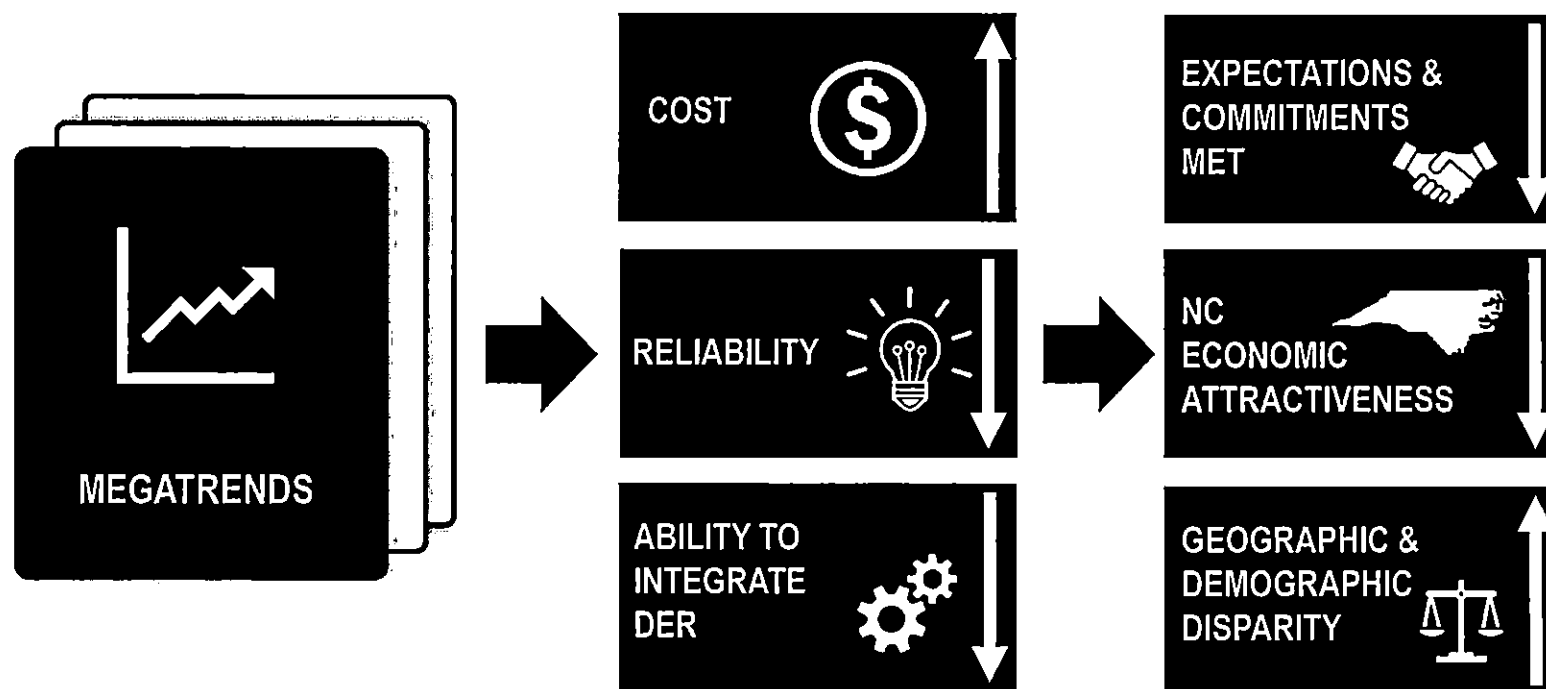 MEGATRENDS
COST
$
RELIABILITY
ABILITY TO
INTEGRATE
DER
EXPECTATIONS &
COMMITMENTS
MET
NC
ECONOMIC
ATTRACTIVENESS
GEOGRAPHIC &
DEMOGRAPHIC
DISPARITY